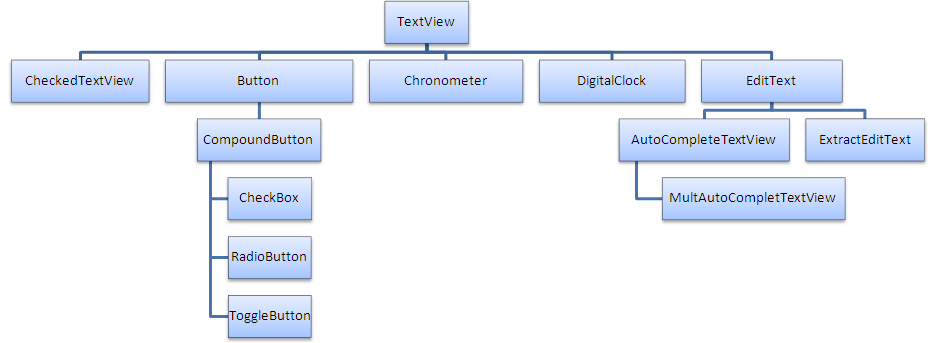 TextView
CheckedTextView
Button
Chronometer
DigitalClock
EditText
CompoundButton
AutoCompleteTextView
ExtractEditText
CheckBox
MultAutoCompletTextView
RadioButton
ToggleButton